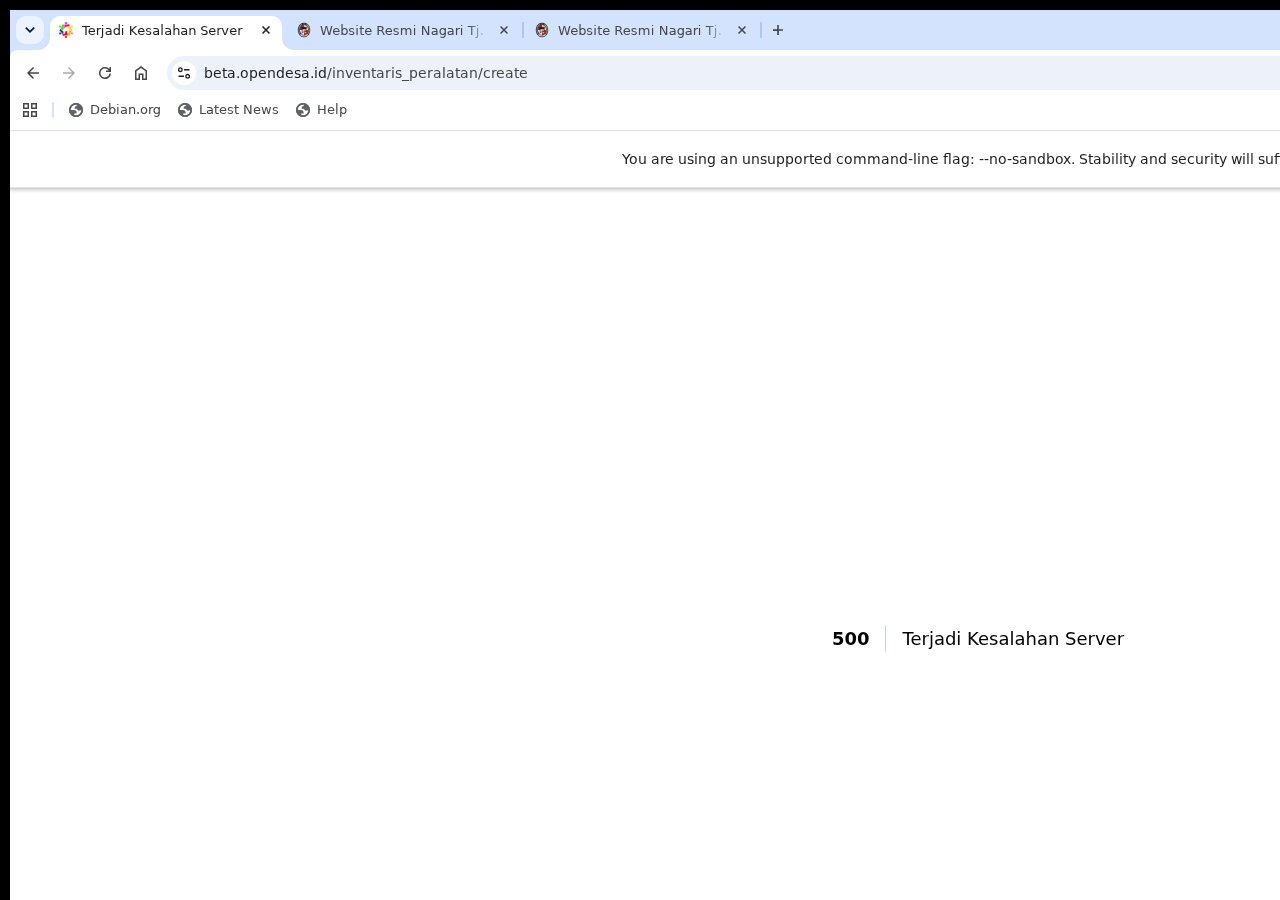 Terjadi Kesalahan Server
Website Resmi Nagari Tj.
Website Resmi Nagari Tj.
beta.opendesa.id/inventaris_peralatan/create
Debian.org
Latest News
Help
You are using an unsupported command-line flag: --no-sandbox. Stability and security will suf
500
Terjadi Kesalahan Server